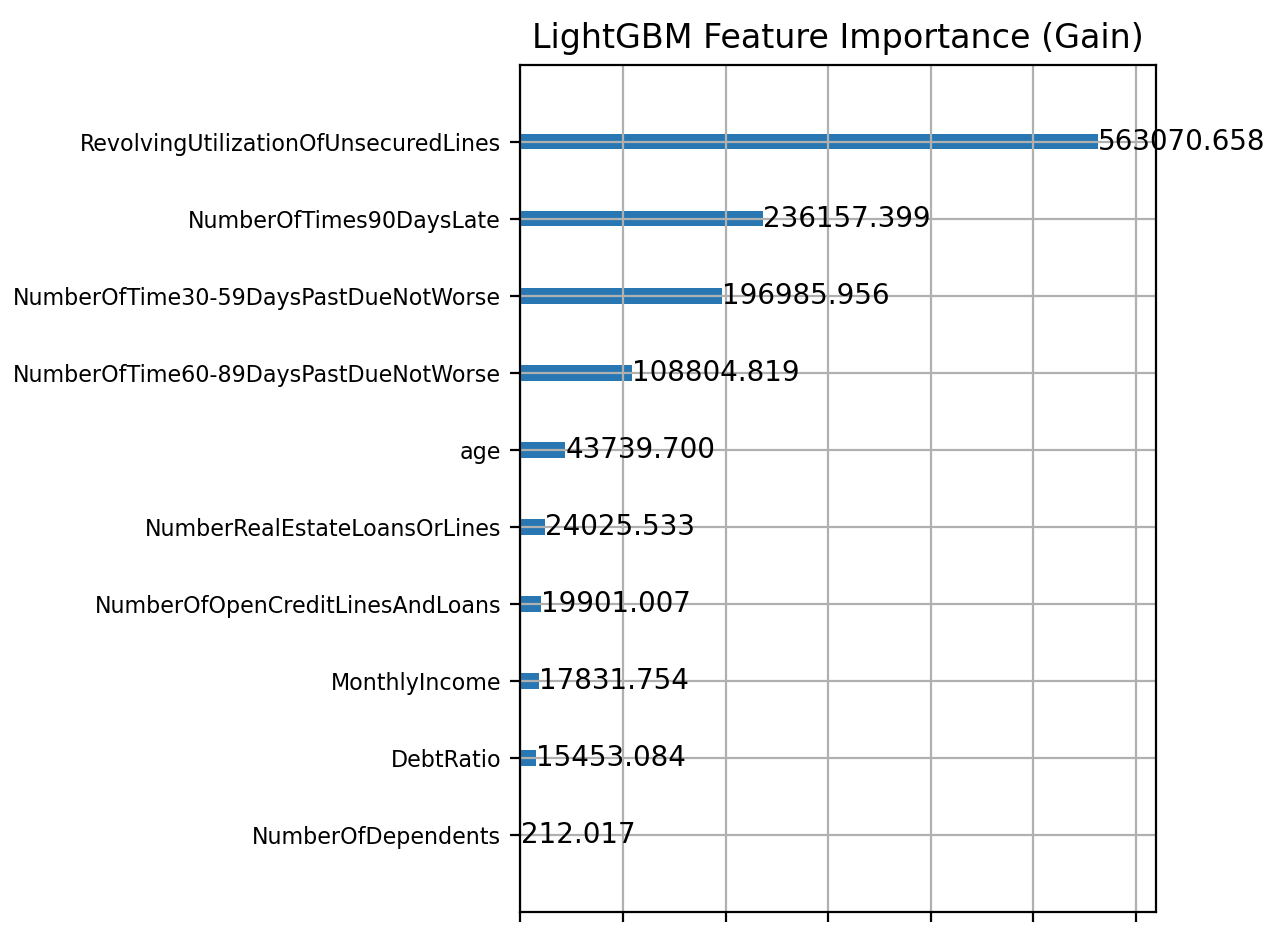 LightGBM Feature Importance (Gain)
RevolvingUtilizationOfUnsecuredLines 563070.658
NumberOfTimes90DaysLate 236157.399
NumberOfTime30-59DaysPastDueNotWorse 196985.956
NumberOfTime60-89DaysPastDueNotWorse 108804.819
age 43739.700
NumberRealEstateLoansOrLines 24025.533
NumberOfOpenCreditLinesAndLoans 19901.007
MonthlyIncome 17831.754
DebtRatio 15453.084
NumberOfDependents 212.017